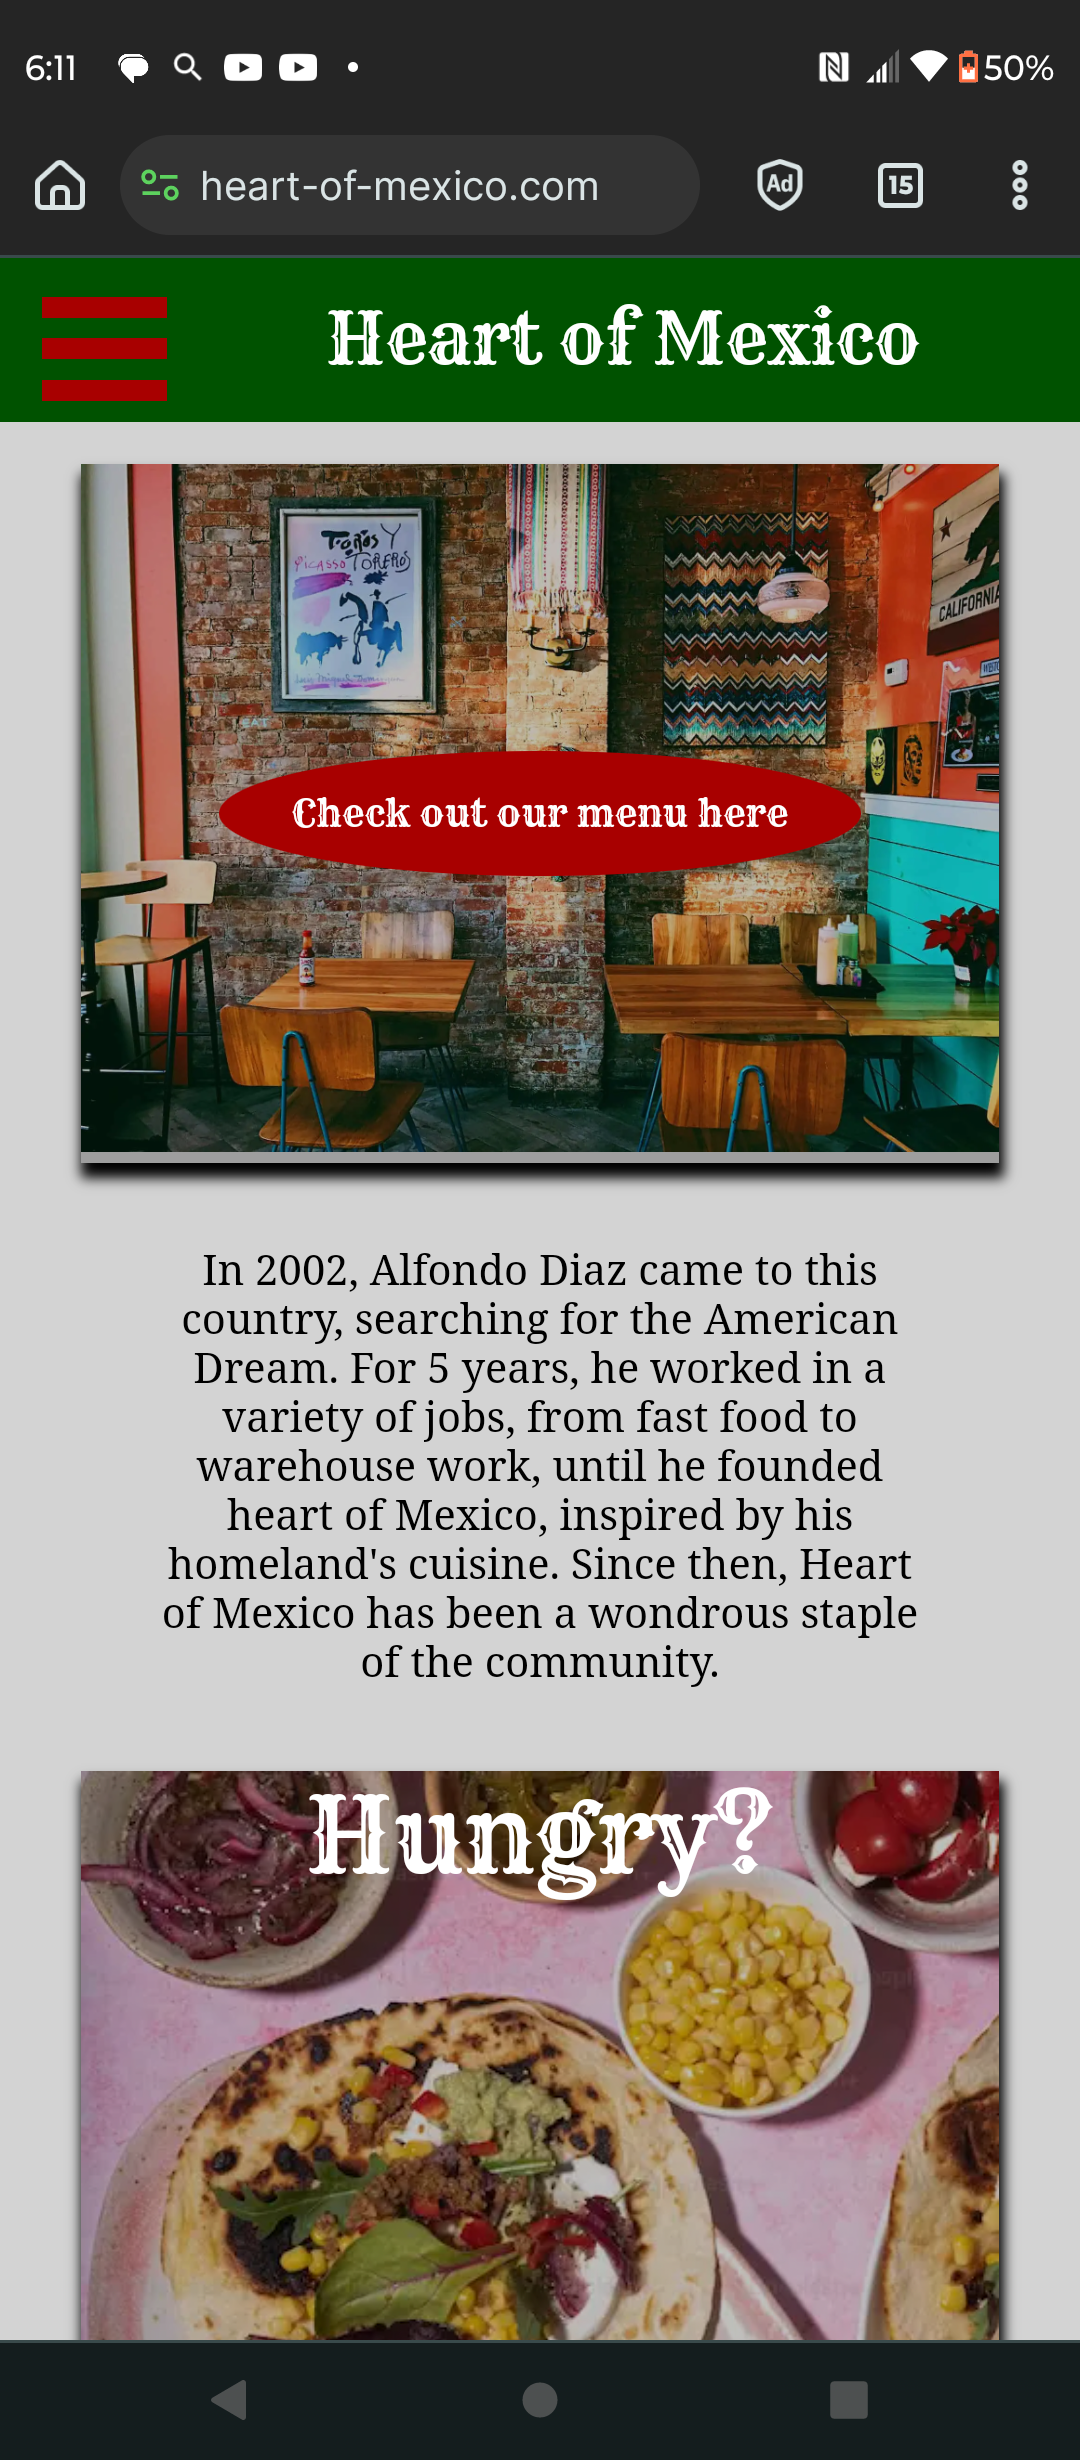 6:11
50%
heart-of-mexico.com
Ad
15
Heart of Mexico
TOROS Y
PICASSO TOREROS
CALIFORNIA
EAT
Check out our menu here
In 2002, Alfondo Diaz came to this
country, searching for the American
Dream. For 5 years, he worked in a
variety of jobs, from fast food to
warehouse work, until he founded
heart of Mexico, inspired by his
homeland's cuisine. Since then, Heart
of Mexico has been a wondrous staple
of the community.
Hungry?